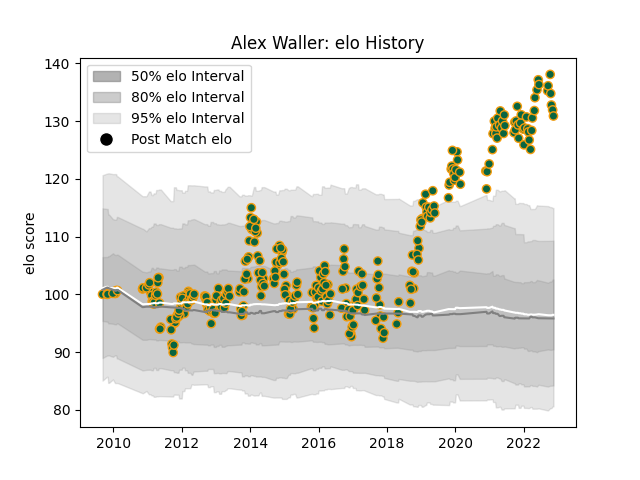 Alex Waller: elo History
50% elo Interval
80% elo Interval
95% elo Interval
Post Match elo
elo score
140
130
120
110
100
90
80
2010 2012 2014 2016 2018 2020 2022